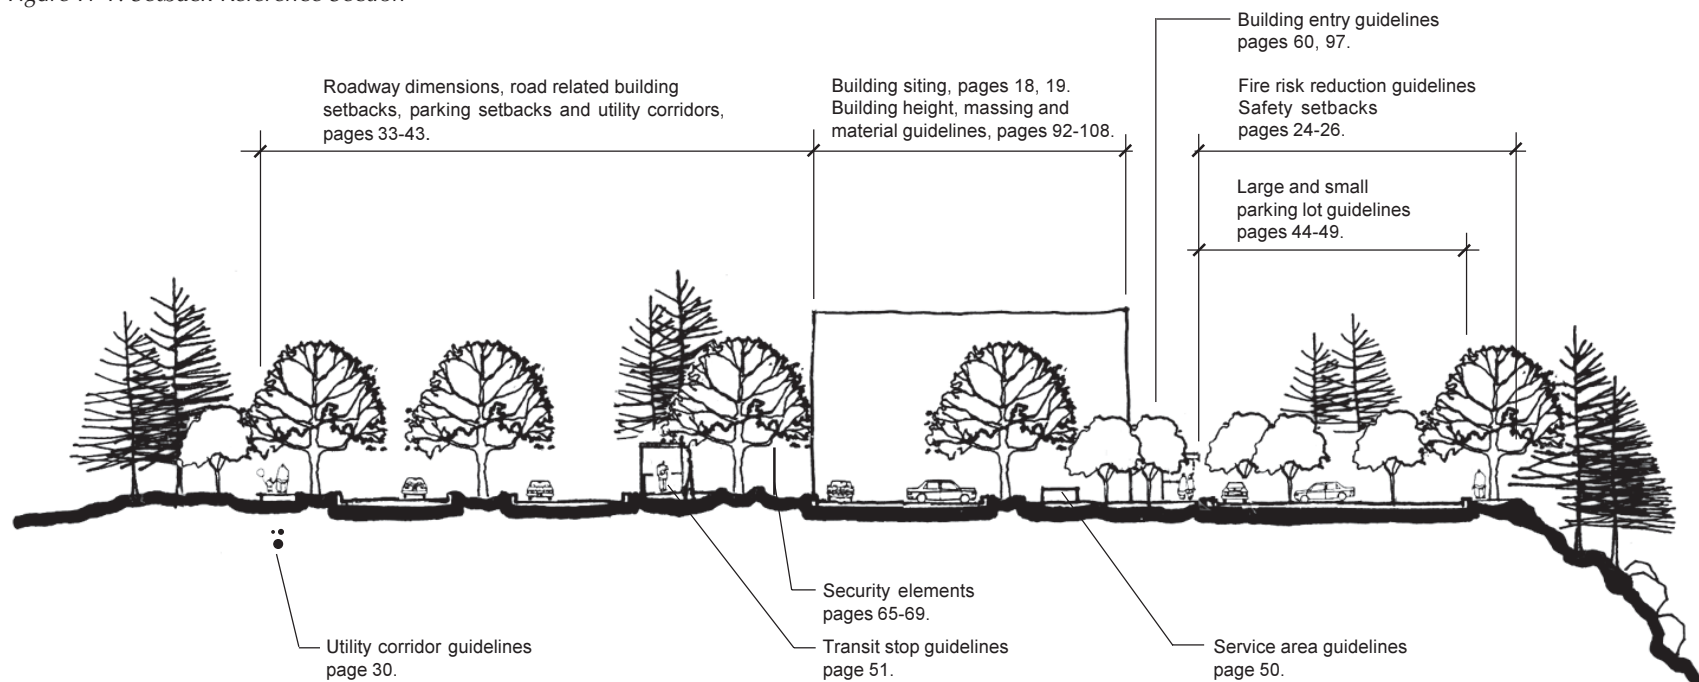 Building entry guidelines
pages 60, 97.
Roadway dimensions, road related building
setbacks, parking setbacks and utility corridors,
pages 33-43.
Building siting, pages 18, 19.
Building height, massing and
material guidelines, pages 92-108.
Fire risk reduction guidelines
Safety setbacks
pages 24-26.
Large and small
parking lot guidelines
pages 44-49.
Security elements
pages 65-69.
Utility corridor guidelines
page 30.
Transit stop guidelines
page 51.
Service area guidelines
page 50.